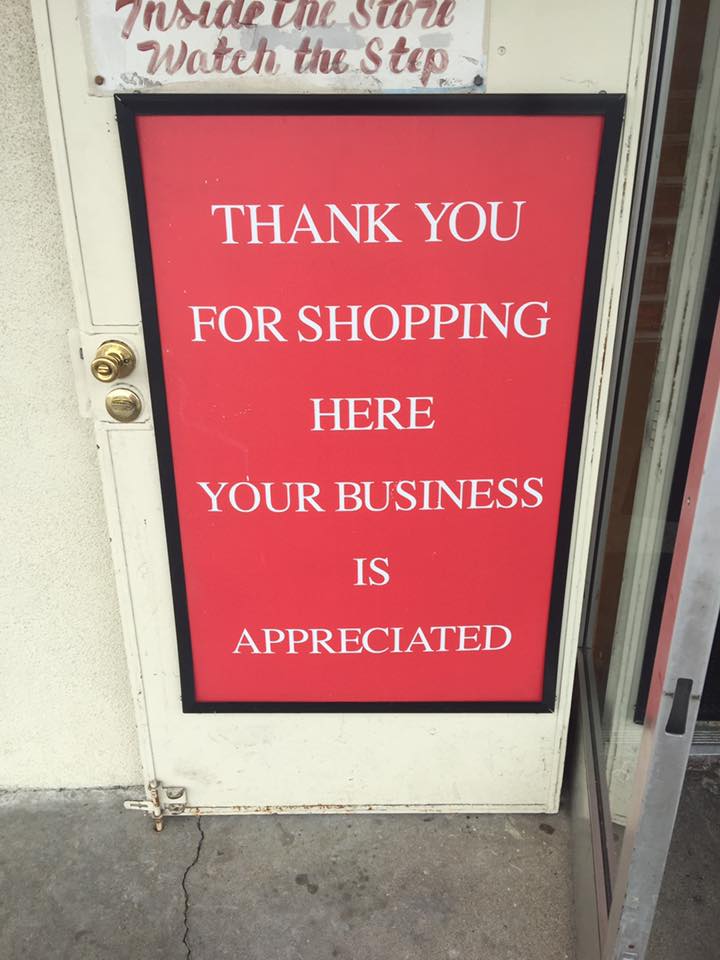 Inside the Store
Watch the Step
THANK YOU
FOR SHOPPING
HERE
YOUR BUSINESS
IS
APPRECIATED